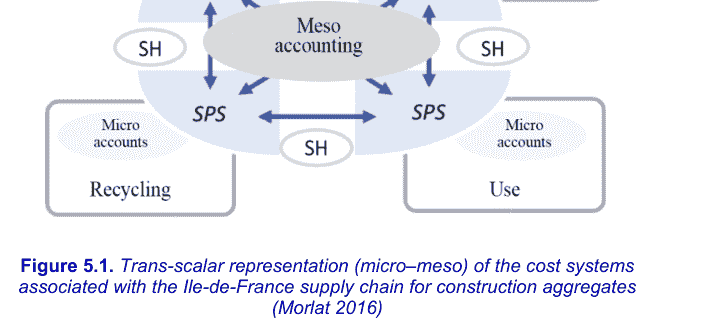 Meso
accounting
SH
SH
SPS
SPS
SH
Micro
accounts
Micro
accounts
Recycling
Use
Figure 5.1. Trans-scalar representation (micro–meso) of the cost systems
associated with the Ile-de-France supply chain for construction aggregates
(Morlat 2016)